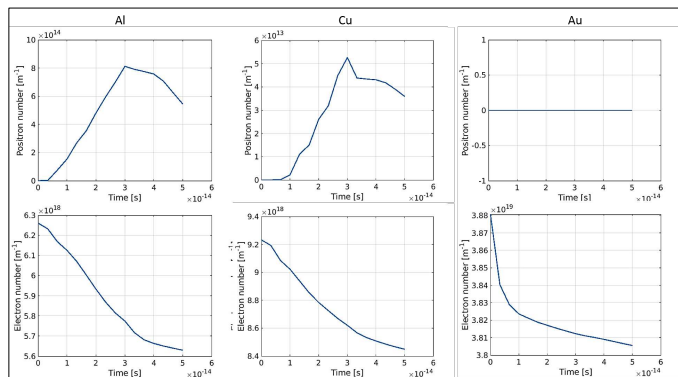 Al Cu Au
×10^14 ×10^13
10 8 6 4 2 0
Positron number [m^-1]
0 1 2 3 4 5 6
Time [s] ×10^-14
6 5 4 3 2 1 0
Positron number [m^-1]
0 1 2 3 4 5 6
Time [s] ×10^-14
1 0.5 0 -0.5 -1
Positron number [m^-1]
0 1 2 3 4 5 6
Time [s] ×10^-14
×10^18 ×10^18 ×10^19
6.3 6.2 6.1 6 5.9 5.8 5.7 5.6
Electron number [m^-1]
0 1 2 3 4 5 6
Time [s] ×10^-14
9.4 9.2 9 8.8 8.6 8.4
Electron number [m^-1]
0 1 2 3 4 5 6
Time [s] ×10^-14
3.88 3.87 3.86 3.85 3.84 3.83 3.82 3.81 3.8
Electron number [m^-1]
0 1 2 3 4 5 6
Time [s] ×10^-14